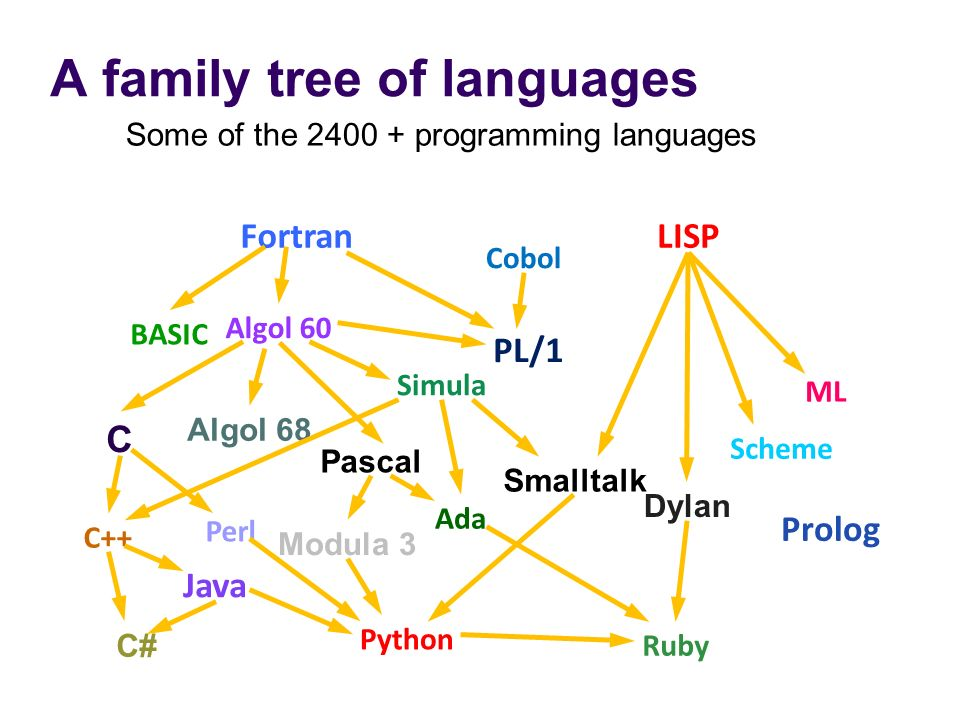 A family tree of languages
Some of the 2400 + programming languages
Fortran
LISP
Cobol
BASIC
Algol 60
PL/1
Simula
ML
C
Algol 68
Scheme
Pascal
Smalltalk
Dylan
Ada
Prolog
C++
Perl
Modula 3
Java
Python
C#
Ruby